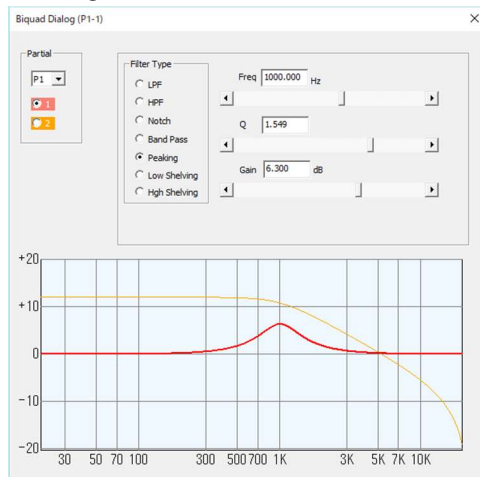 Biquad Dialog (P1-1)
Partial
P1
1
2
Filter Type
LPF
HPF
Notch
Band Pass
Peaking
Low Shelving
Hgh Shelving
Freq 1000.000 Hz
Q 1.549
Gain 6.300 dB
+20
+10
0
-10
-20
30 50 70 100 300 500 700 1K 3K 5K 7K 10K